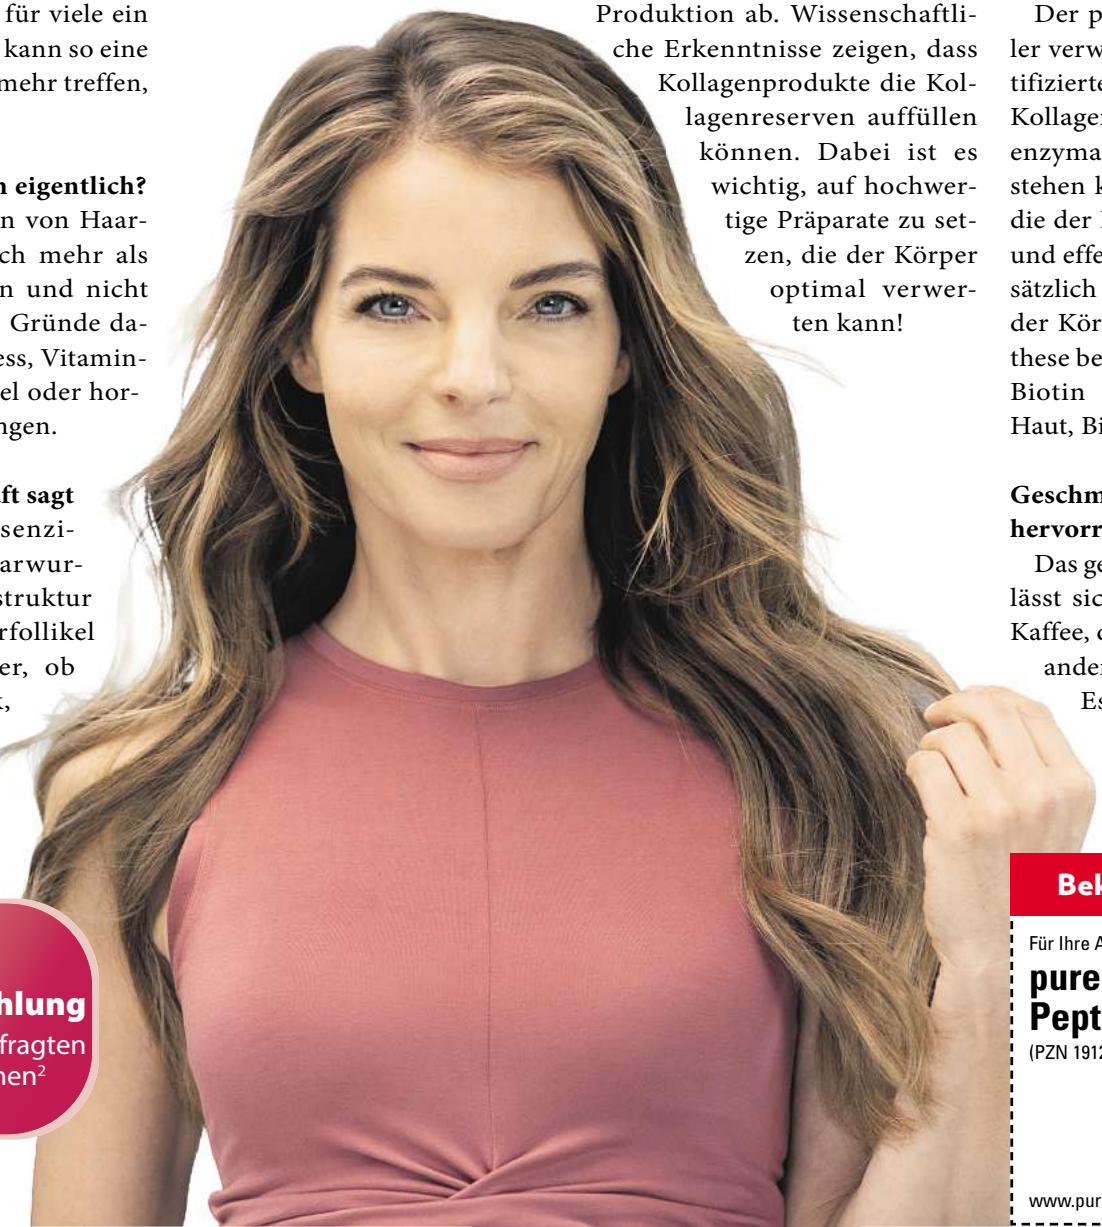 für viele ein
kann so eine
mehr treffen,
eigentlich?
n von Haar-
ch mehr als
n und nicht
Gründe da-
ess, Vitamin-
el oder hor-
ngen.
ft sagt
senzi-
arwur-
struktur
rfollikel
er, ob
hlung
fragten
nen²
Produktion ab. Wissenschaftli-
che Erkenntnisse zeigen, dass
Kollagenprodukte die Kol-
lagenreserven auffüllen
können. Dabei ist es
wichtig, auf hochwer-
tige Präparate zu set-
zen, die der Körper
optimal verwer-
ten kann!
Der p
ler verw
tifizierte
Kollage
enzyma
stehen k
die der
und effe
sätzlich
der Kör
these be
Biotin
Haut, Bi
Geschm
hervorr
Das ge
lässt sic
Kaffee,
ander
Es
Bek
Für Ihre A
pure
Pept
(PZN 1912
www.pur